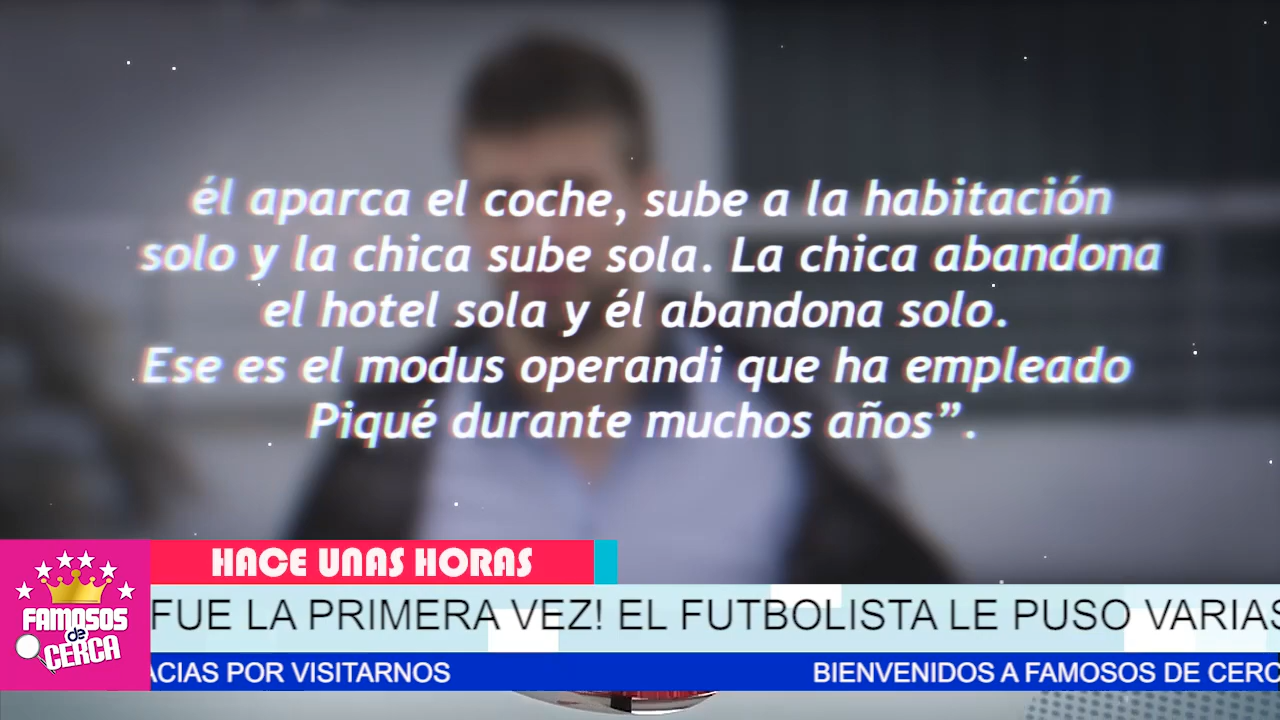 él aparca el coche, sube a la habitación
solo y la chica sube sola. La chica abandona
el hotel sola y él abandona solo.
Ese es el modus operandi que ha empleado
Piqué durante muchos años”.
HACE UNAS HORAS
FUE LA PRIMERA VEZ! EL FUTBOLISTA LE PUSO VARIAS
FAMOSOS
de
CERCA
ACIAS POR VISITARNOS BIENVENIDOS A FAMOSOS DE CERC